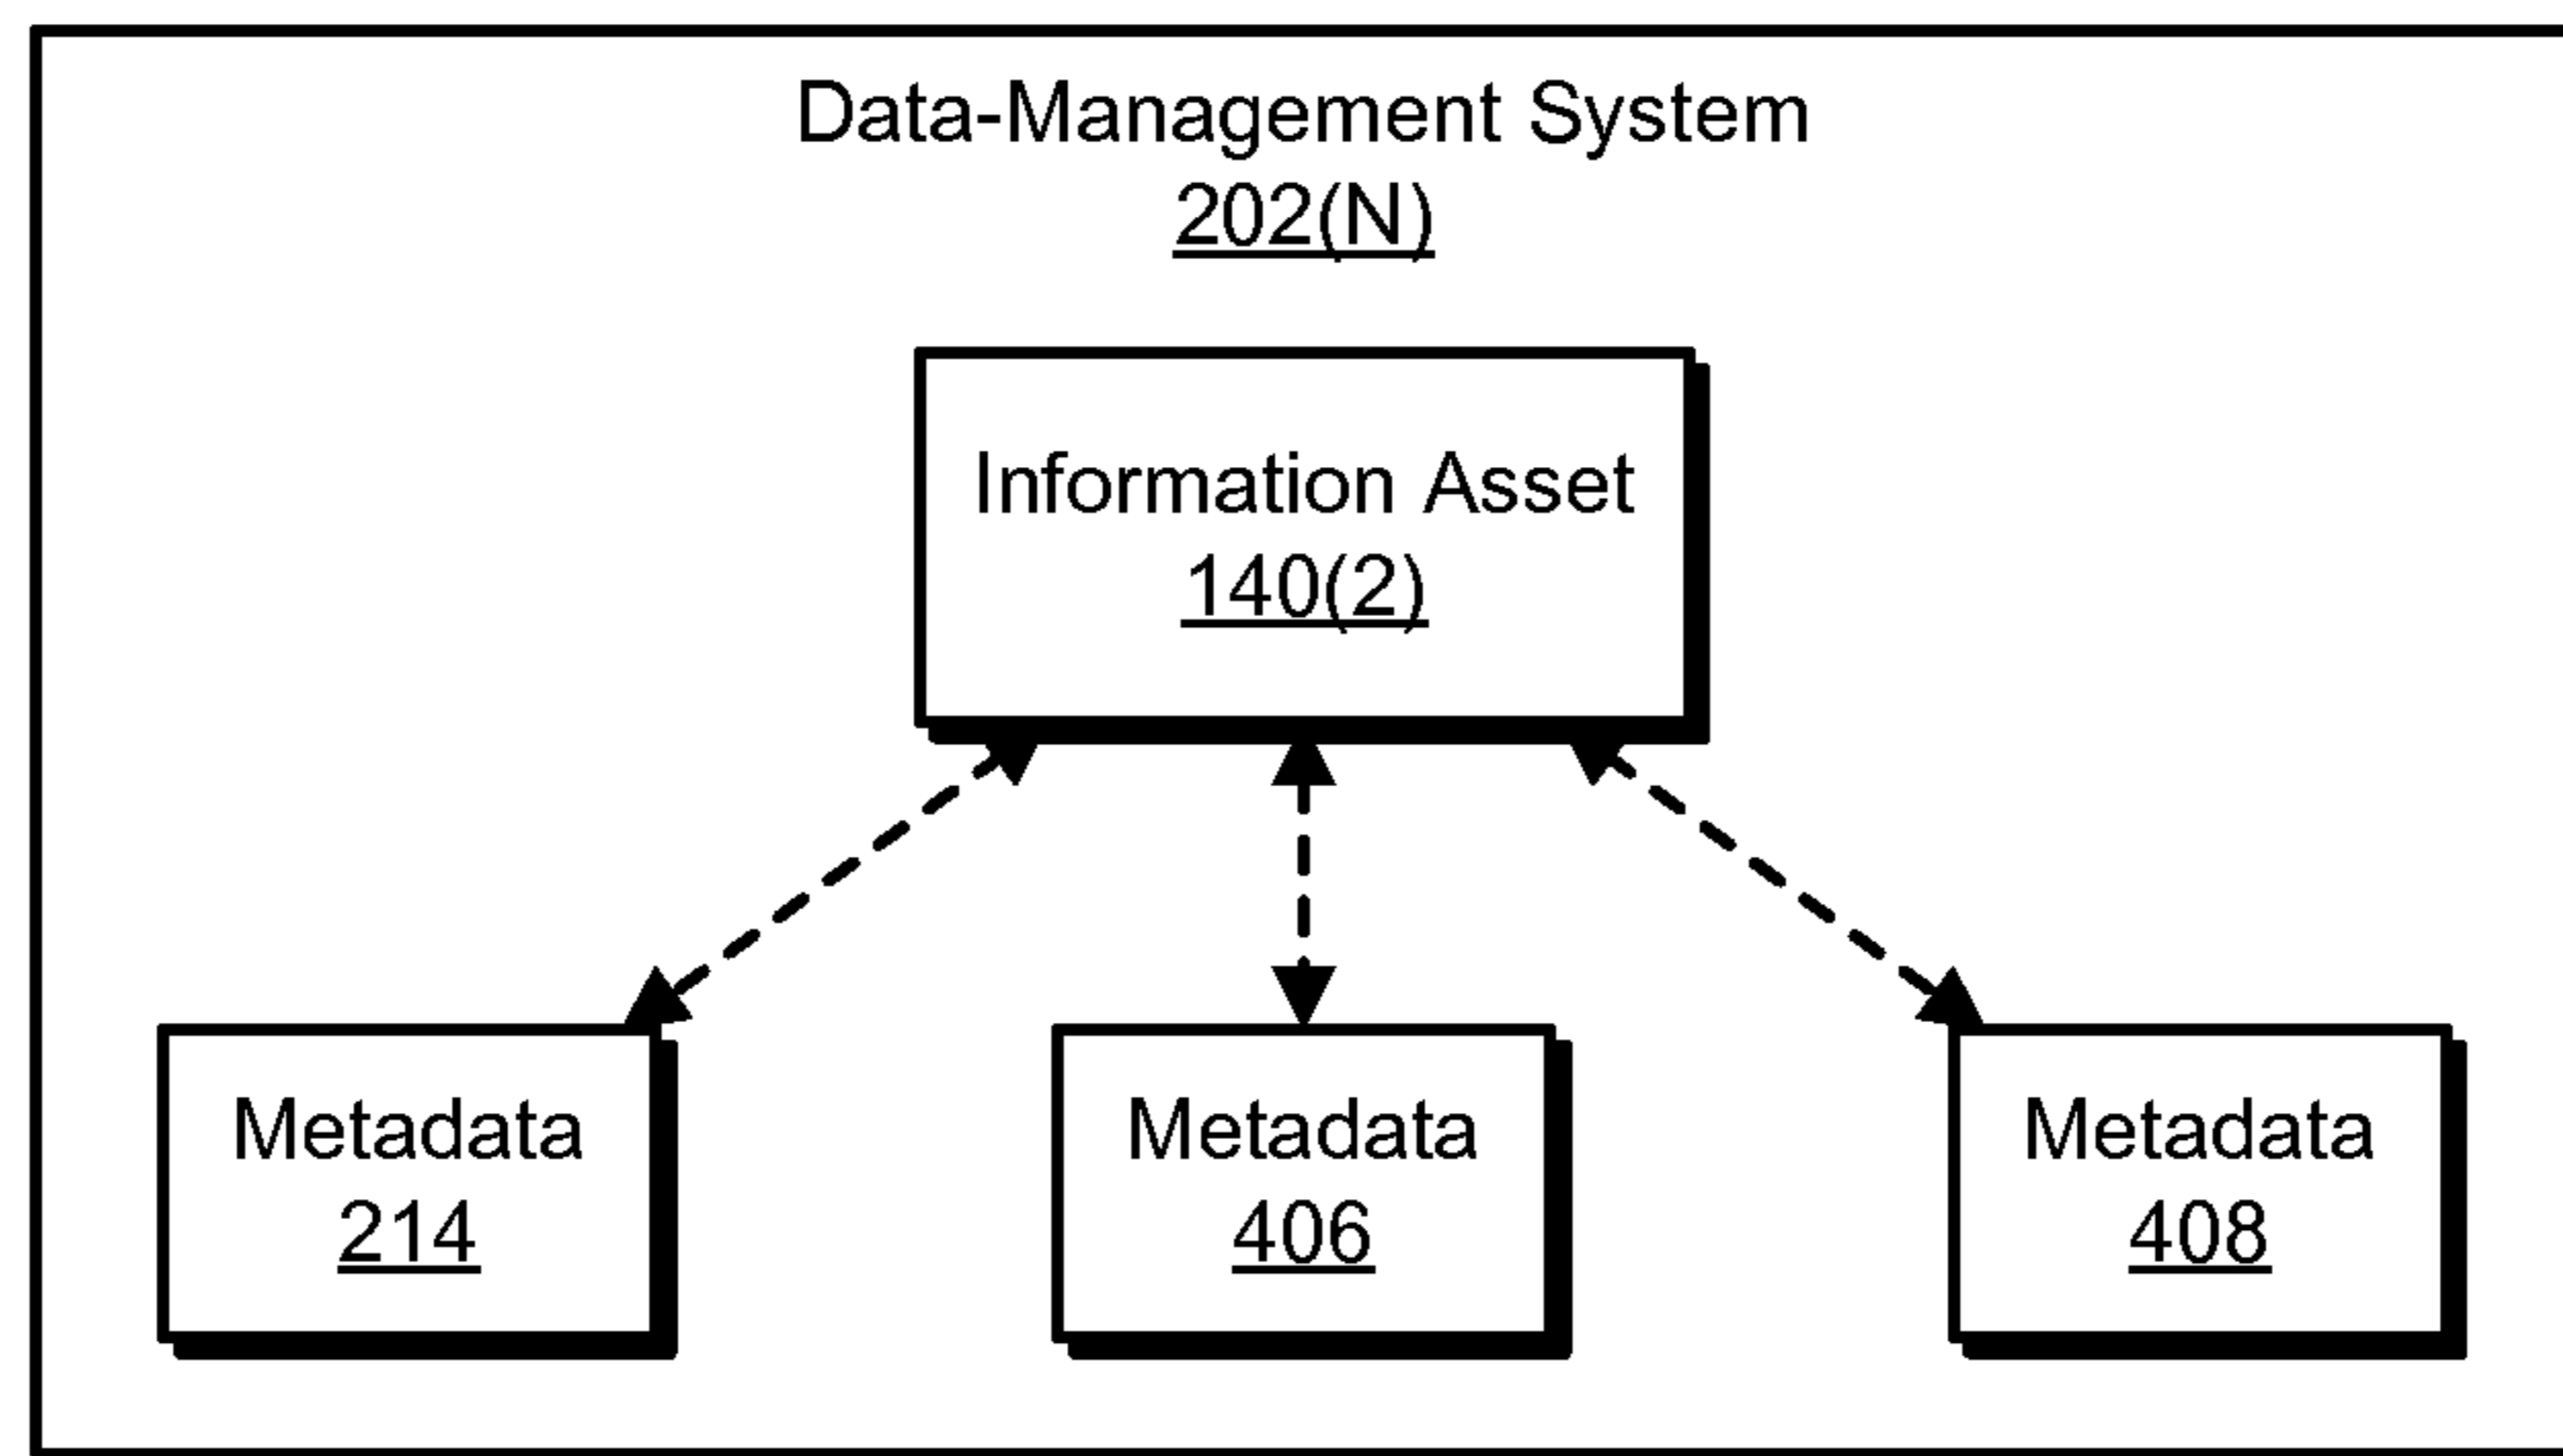 Data-Management System
202(N)
Information Asset
140(2)
Metadata
214
Metadata
406
Metadata
408